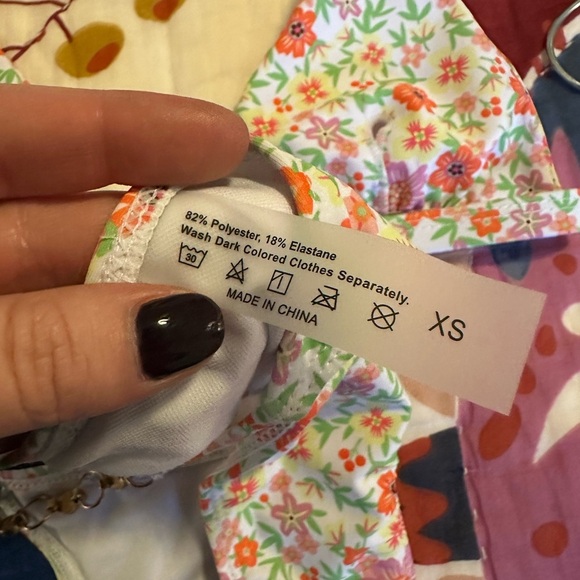 82% Polyester, 18% Elastane
Wash Dark Colored Clothes Separately.
30
MADE IN CHINA
XS